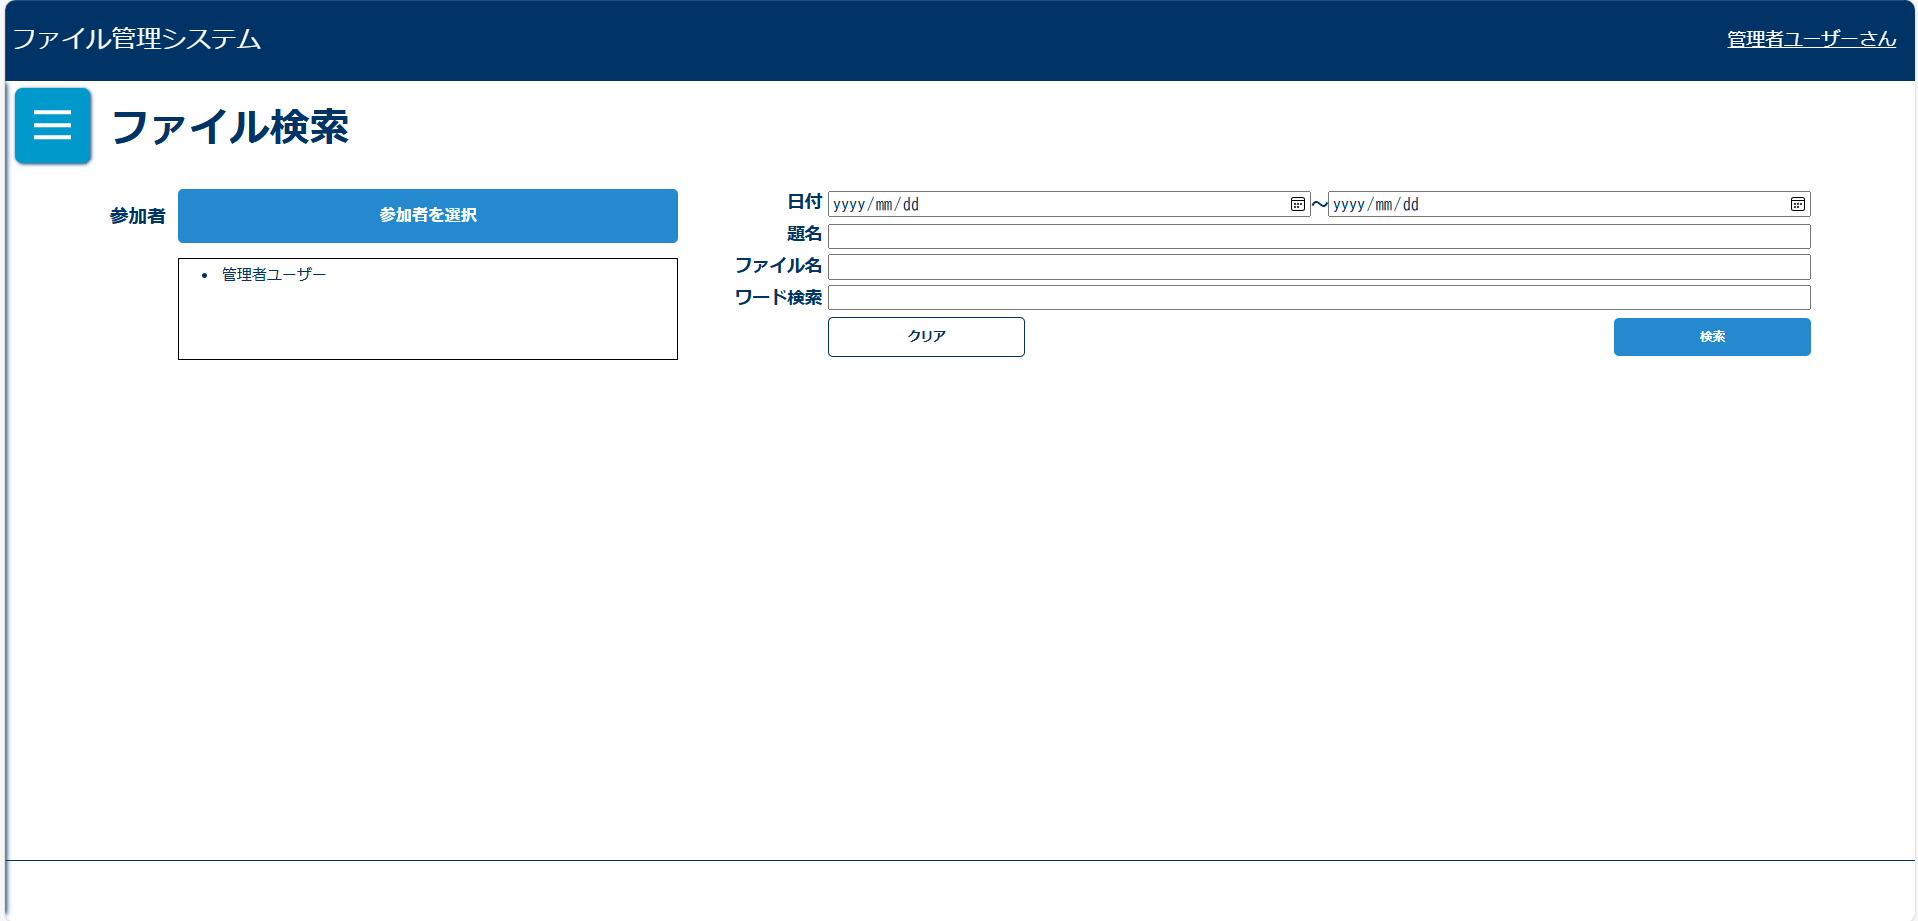 ファイル管理システム
管理者ユーザーさん
ファイル検索
参加者
参加者を選択
管理者ユーザー
日付 yyyy/mm/dd ～ yyyy/mm/dd
題名
ファイル名
ワード検索
クリア
検索